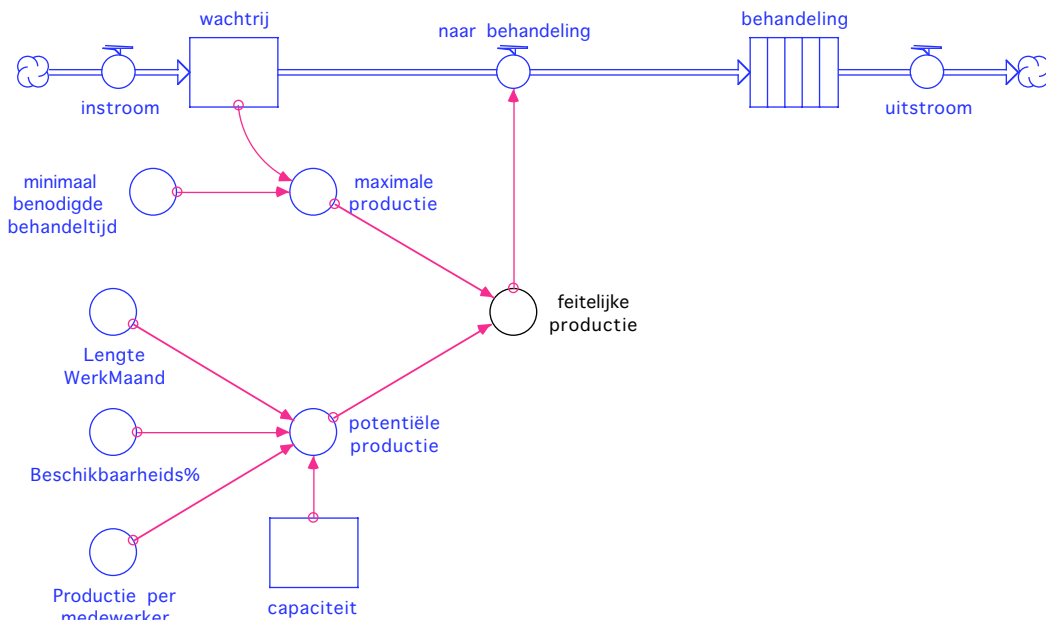 wachtrij
naar behandeling
behandeling
instroom
uitstroom
minimaal
benodigde
behandeltijd
maximale
productie
feitelijke
productie
Lengte
WerkMaand
potentiële
productie
Beschikbaarheids%
Productie per
medewerker
capaciteit